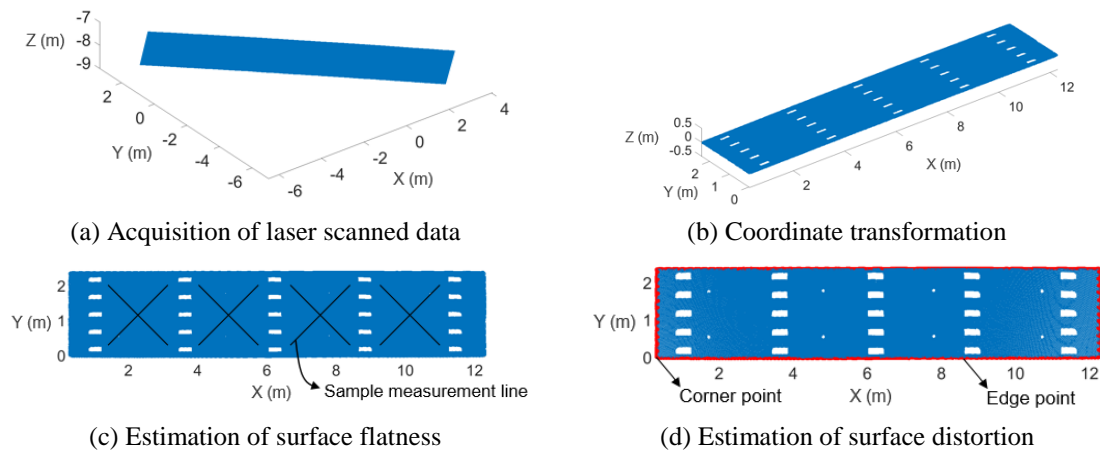 -7
Z (m)
-8
-9
2
0
-2
Y (m)
-4
-6
-6
-4
-2
0
2
4
X (m)
(a) Acquisition of laser scanned data
0.5
Z (m)
0
-0.5
2
Y (m)
1
0
2
4
6
8
10
12
X (m)
(b) Coordinate transformation
2
Y (m) 1
0
2 4 6 8 10 12
X (m)
Sample measurement line
(c) Estimation of surface flatness
2
Y (m) 1
0
2 4 6 8 10 12
Corner point X (m) Edge point
(d) Estimation of surface distortion